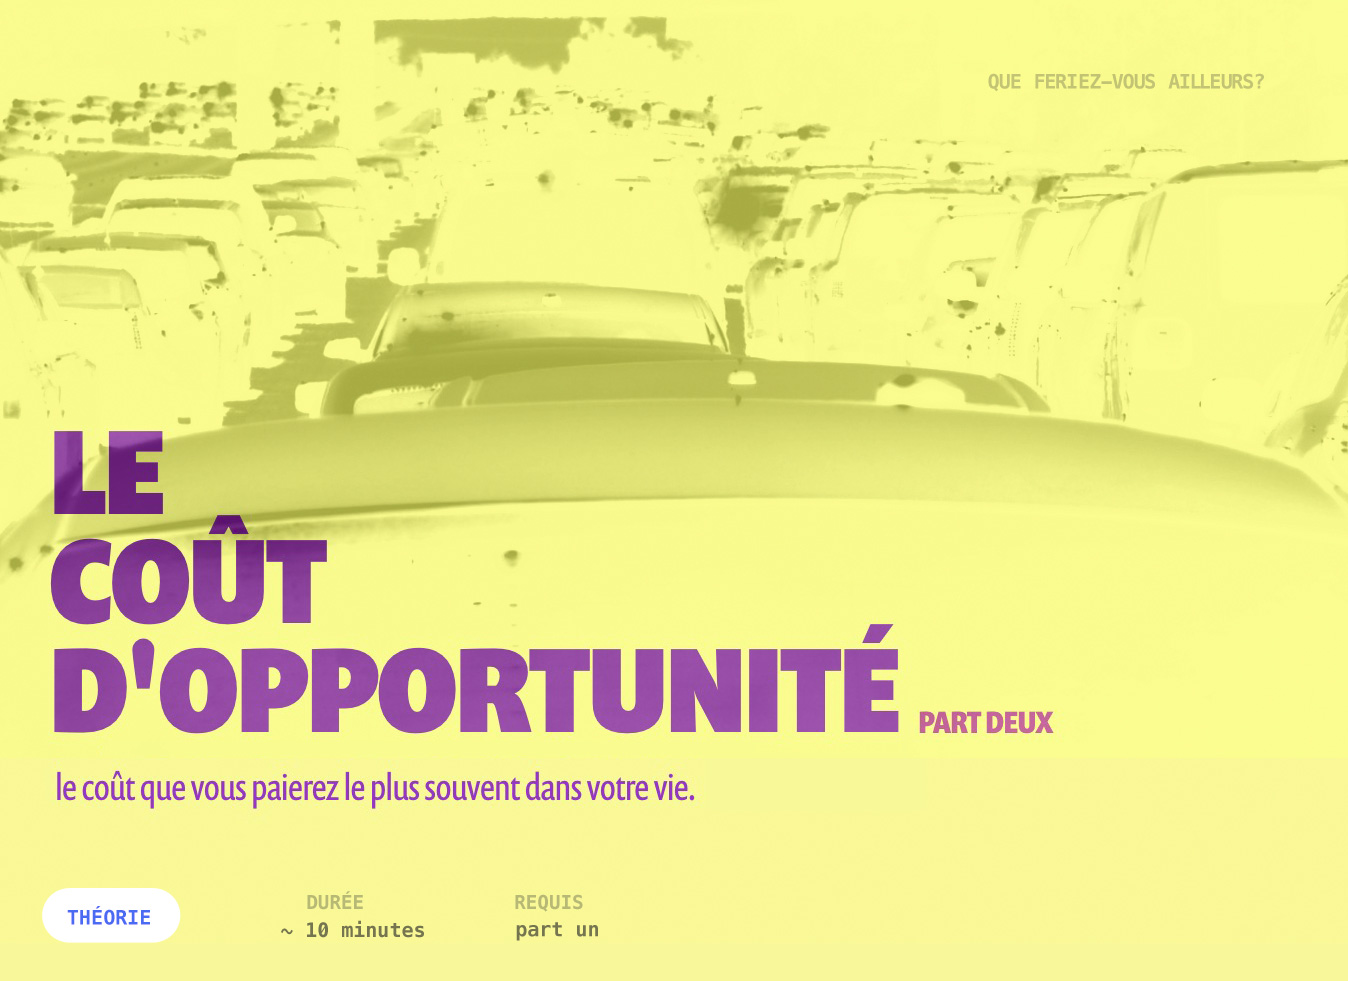 QUE FERIEZ-VOUS AILLEURS?
LE
COÛT
D'OPPORTUNITÉ PART DEUX
le coût que vous paierez le plus souvent dans votre vie.
THÉORIE
DURÉE
~ 10 minutes
REQUIS
part un